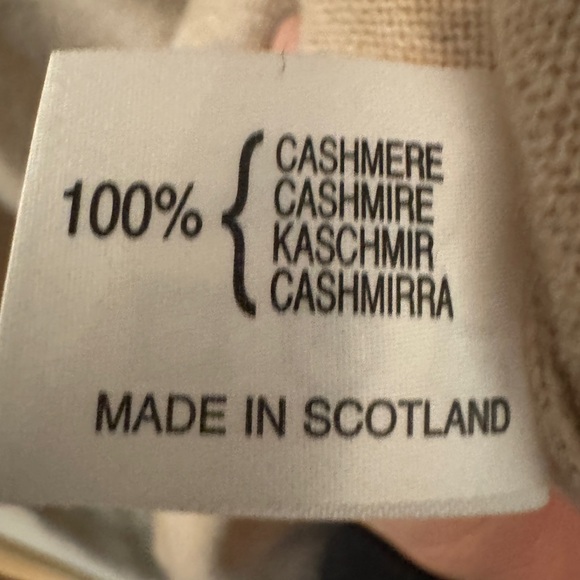 100% { CASHMERE
CASHMIRE
KASCHMIR
CASHMIRRA
MADE IN SCOTLAND